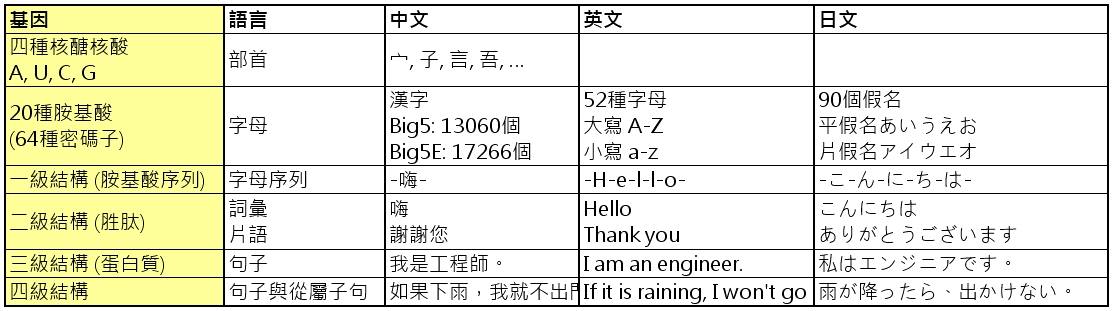 基因 語言 中文 英文 日文
四種核醣核酸
A, U, C, G
部首
宀, 子, 言, 吾, ...
20種胺基酸
(64種密碼子)
字母
漢字
Big5: 13060個
Big5E: 17266個
52種字母
大寫 A-Z
小寫 a-z
90個假名
平假名あいうえお
片假名アイウエオ
一級結構 (胺基酸序列) 字母序列 -嗨- -H-e-l-l-o- -こ-ん-に-ち-は-
二級結構 (胜肽)
詞彙
片語
嗨
謝謝您
Hello
Thank you
こんにちは
ありがとうございます
三級結構 (蛋白質) 句子 我是工程師。 I am an engineer. 私はエンジニアです。
四級結構 句子與從屬子句 如果下雨，我就不出 If it is raining, I won't go 雨が降ったら、出かけない。